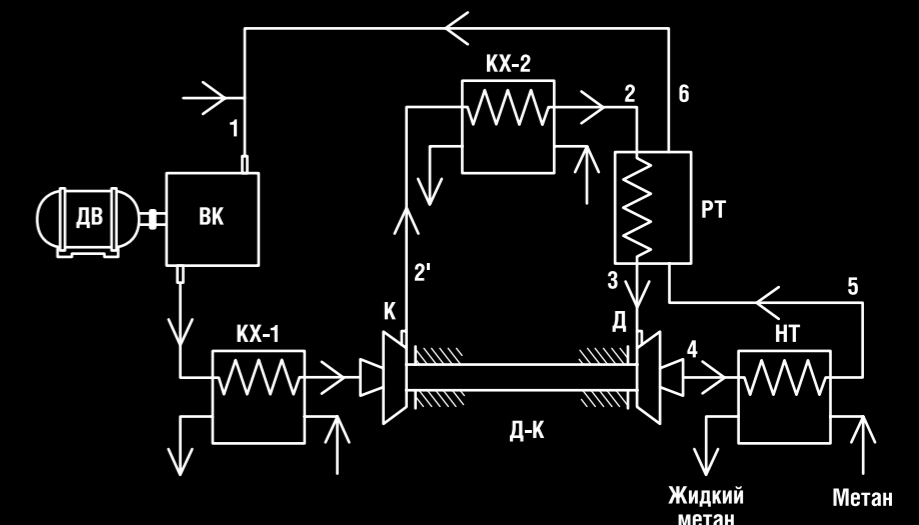 КХ-2
2
6
1
ДВ
ВК
РТ
2'
3
5
К
Д
КХ-1
НТ
4
Д-К
Жидкий
метан
Метан